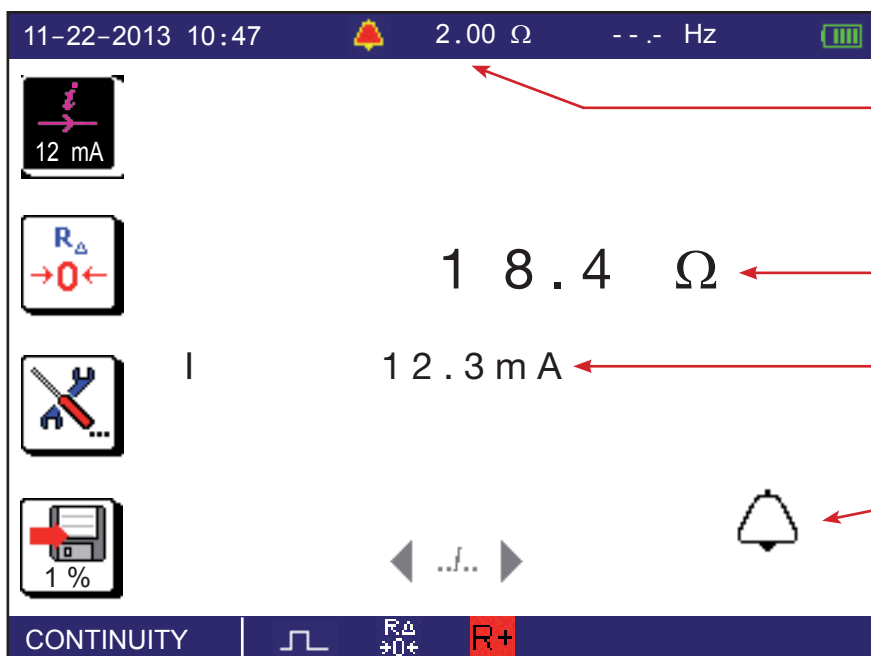 11-22-2013 10:47 2.00 Ω - - .- Hz
i
12 mA
RΔ
→0←
18.4 Ω
I 12.3mA
...
1 %
../..
CONTINUITY RΔ →0← R+